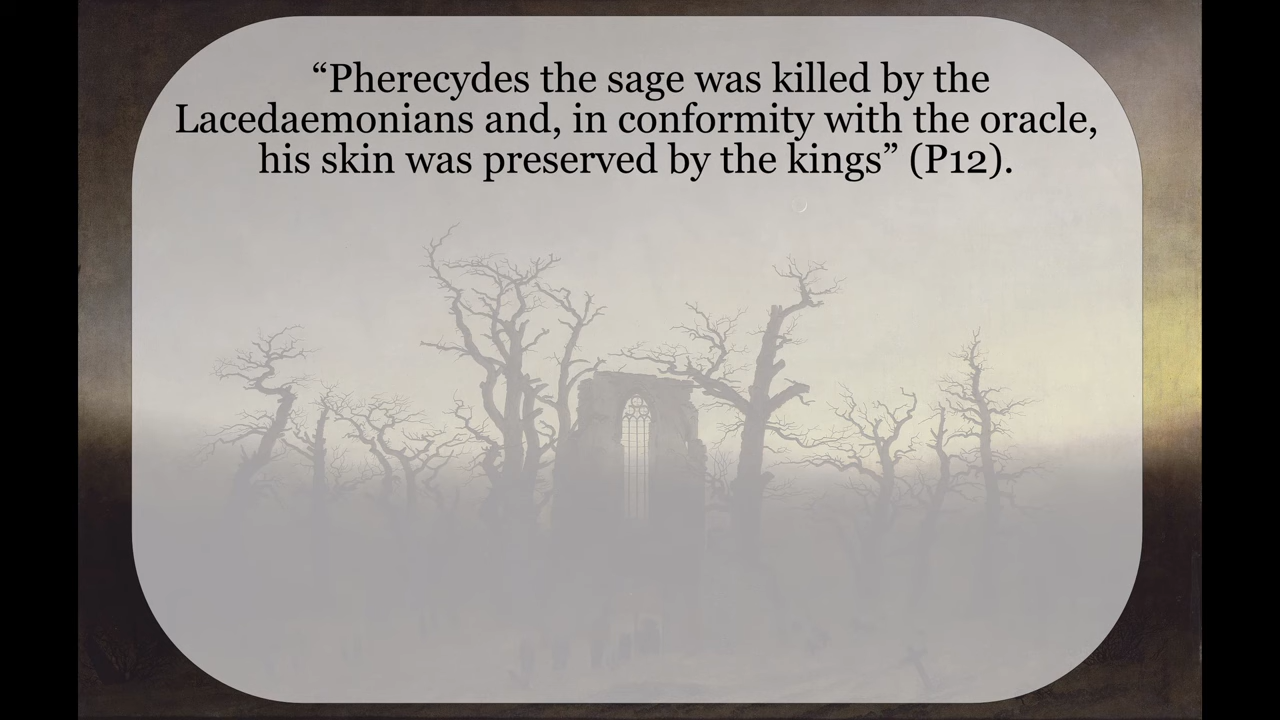 “Pherecydes the sage was killed by the
Lacedaemonians and, in conformity with the oracle,
his skin was preserved by the kings” (P12).